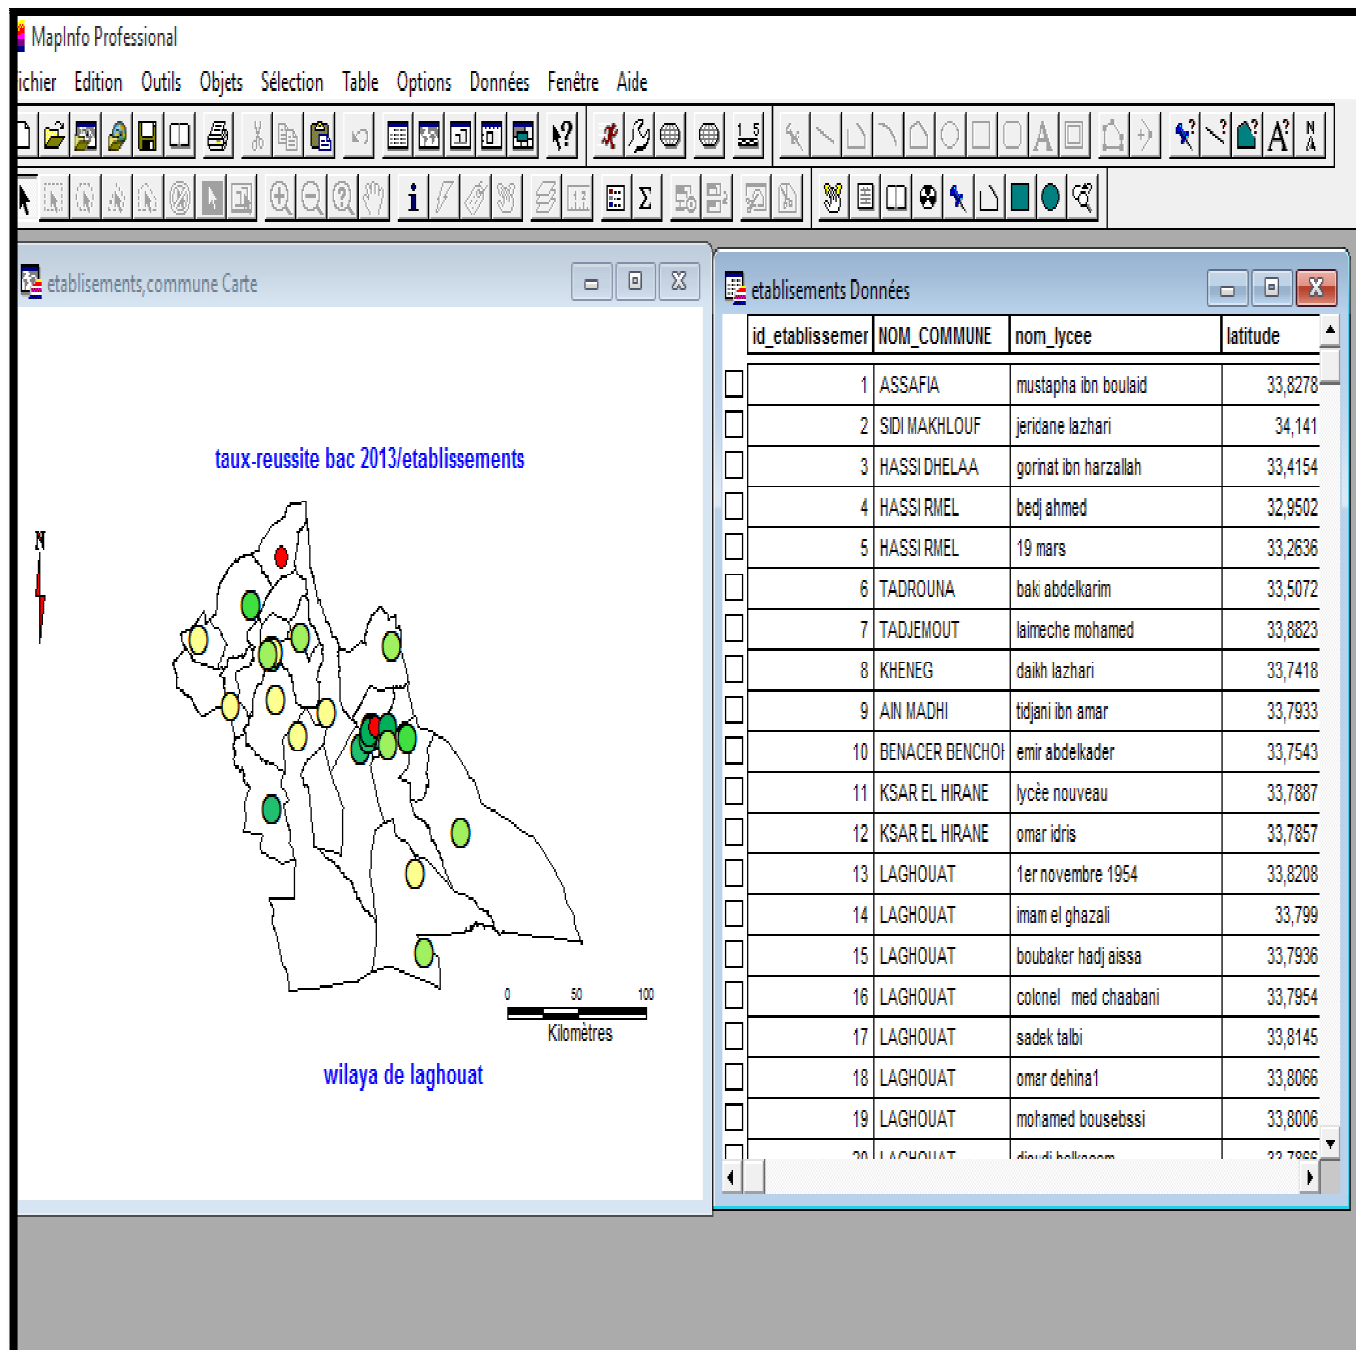 MapInfo Professional
ichier Edition Outils Objets Sélection Table Options Données Fenêtre Aide
etablisements,commune Carte
taux-reussite bac 2013/etablissements
N
0 50 100
Kilomètres
wilaya de laghouat
etablisements Données
id_etablissemer NOM_COMMUNE nom_lycee latitude
1 ASSAFIA mustapha ibn boulaid 33,8278
2 SIDI MAKHLOUF jeridane lazhari 34,141
3 HASSI DHELAA gorinat ibn harzallah 33,4154
4 HASSI RMEL bedj ahmed 32,9502
5 HASSI RMEL 19 mars 33,2636
6 TADROUNA baki abdelkarim 33,5072
7 TADJEMOUT laimeche mohamed 33,8823
8 KHENEG daikh lazhari 33,7418
9 AIN MADHI tidjani ibn amar 33,7933
10 BENACER BENCHOH emir abdelkader 33,7543
11 KSAR EL HIRANE lycèe nouveau 33,7887
12 KSAR EL HIRANE omar idris 33,7857
13 LAGHOUAT 1er novembre 1954 33,8208
14 LAGHOUAT imam el ghazali 33,799
15 LAGHOUAT boubaker hadj aissa 33,7936
16 LAGHOUAT colonel med chaabani 33,7954
17 LAGHOUAT sadek talbi 33,8145
18 LAGHOUAT omar dehina1 33,8066
19 LAGHOUAT mohamed bousebssi 33,8006
20 LAGHOUAT